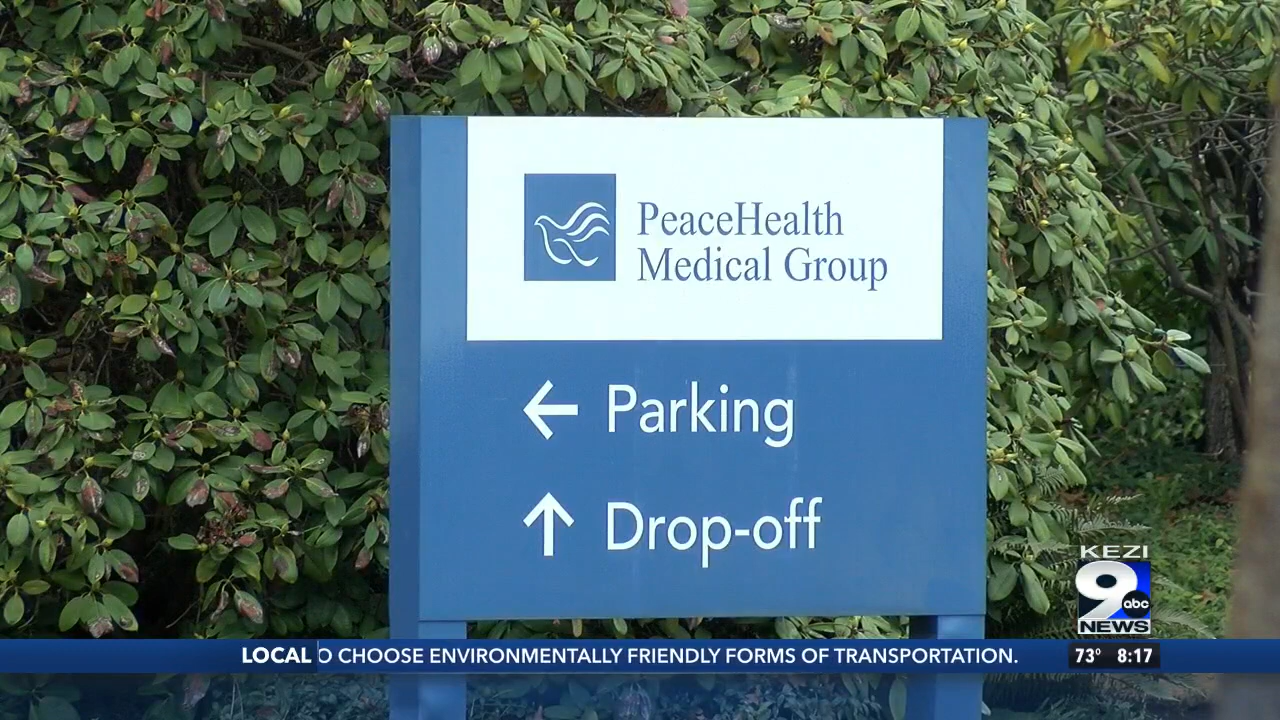 PeaceHealth
Medical Group
← Parking
↑ Drop-off
KEZI
9 abc
NEWS
LOCAL O CHOOSE ENVIRONMENTALLY FRIENDLY FORMS OF TRANSPORTATION.
73° 8:17